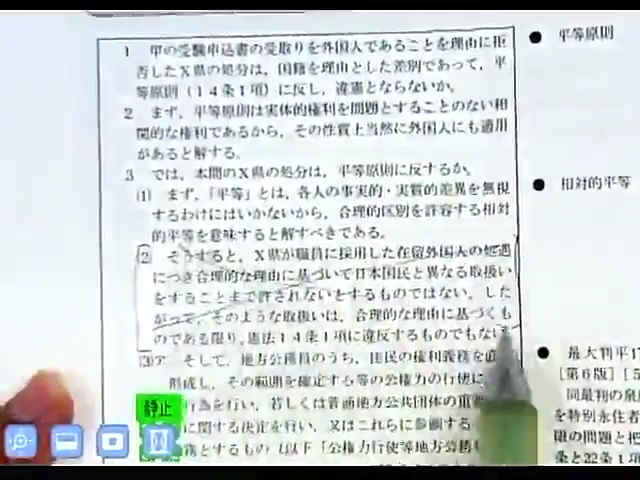 1 甲の受験申込書の受取りを外国人であることを理由に拒
否したX県の処分は、国籍を理由とした差別であって、平
等原則(14条1項)に反し、違憲とならないか。
2 まず、平等原則は実体的権利を問題とすることのない相
関的な権利であるから、その性質上当然に外国人にも適用
があると解する。
3 では、本問のX県の処分は、平等原則に反するか。
(1) まず、「平等」とは、各人の事実的・実質的差異を無視
するわけにはいかないから、合理的区別を許容する相対
的平等を意味すると解すべきである。
(2) そうすると、X県が職員に採用した在留外国人の処遇
につき合理的な理由に基づいて日本国民と異なる取扱い
をすることまで許されないとするものではない。した
がって、そのような取扱いは、合理的な理由に基づくも
のである限り、憲法14条1項に違反するものでもない。
(3)ア そして、地方公務員のうち、住民の権利義務を直
形成し、その範囲を確定する等の公権力の行使に
行為を行い、若しくは普通地方公共団体の重要
に関する決定を行い、又はこれらに参画する
とするもの(以下「公権力行使等地方公務
静止
● 平等原則
● 相対的平等
● 最大判平17
[第6版][5
同最判の泉
を特別永住者
康の問題と把
条と22条1項